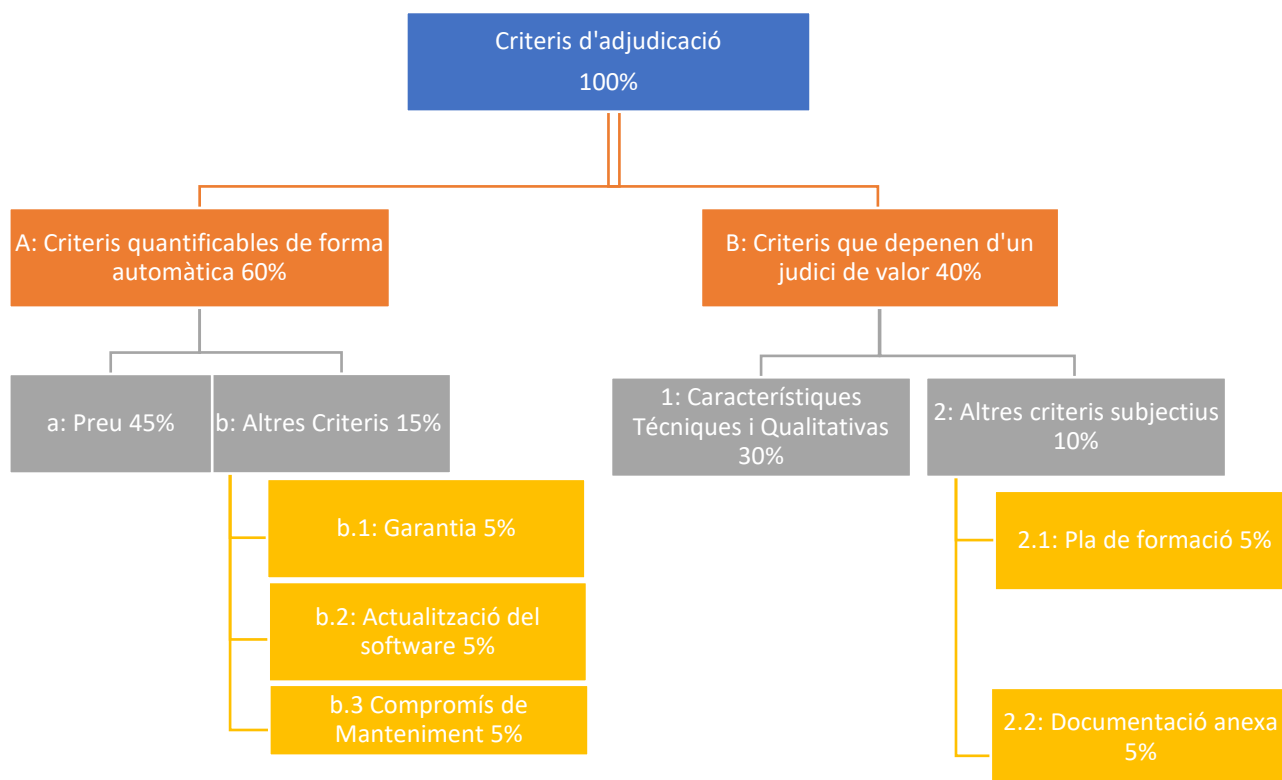 Criteris d'adjudicació
100%
A: Criteris quantificables de forma
automàtica 60%
B: Criteris que depenen d'un
judici de valor 40%
a: Preu 45%
b: Altres Criteris 15%
1: Característiques
Técniques i Qualitativas
30%
2: Altres criteris subjectius
10%
b.1: Garantia 5%
b.2: Actualització del
software 5%
b.3 Compromís de
Manteniment 5%
2.1: Pla de formació 5%
2.2: Documentació anexa
5%